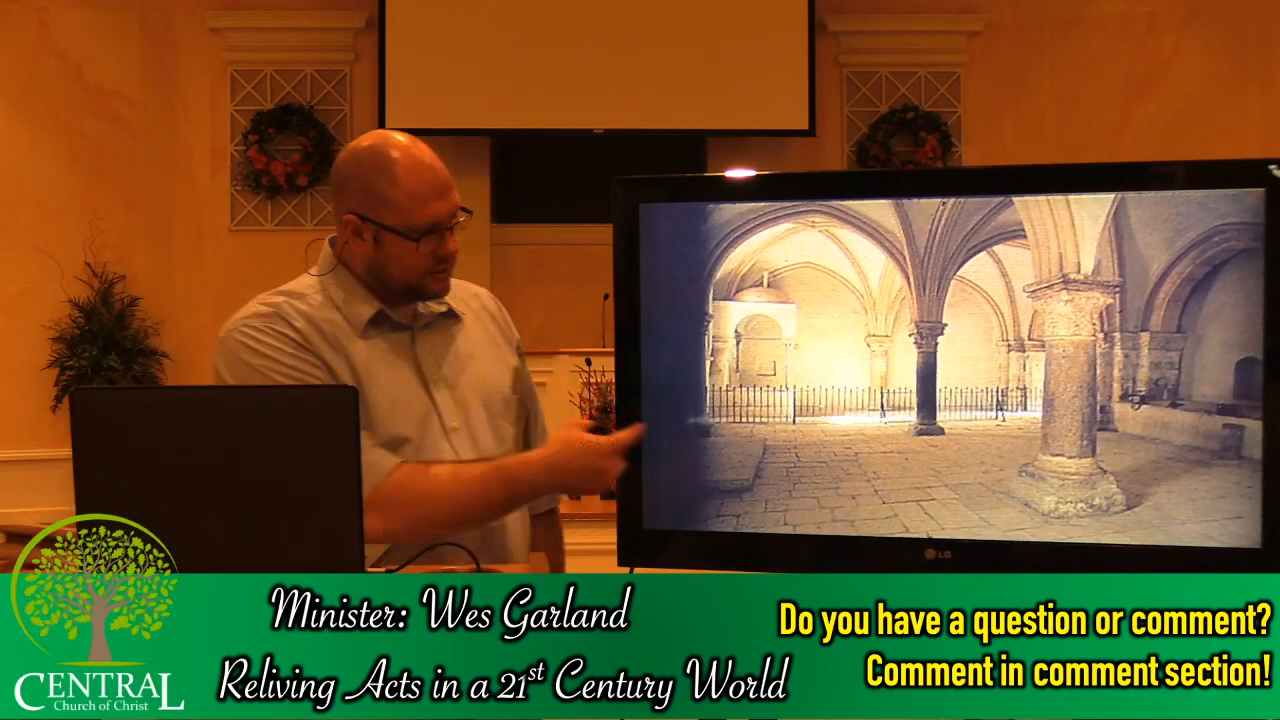 LG
Minister: Wes Garland
Reliving Acts in a 21st Century World
Do you have a question or comment?
Comment in comment section!
CENTRAL
Church of Christ